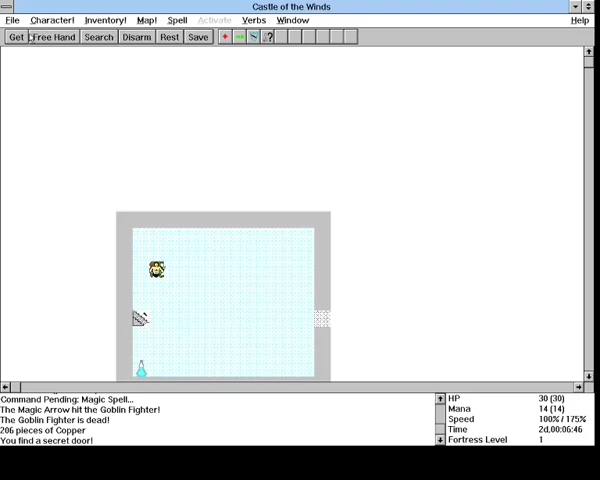 Castle of the Winds
File Character! Inventory! Map! Spell Activate Verbs Window Help
Get Free Hand Search Disarm Rest Save ?
Command Pending: Magic Spell...
The Magic Arrow hit the Goblin Fighter!
The Goblin Fighter is dead!
206 pieces of Copper
You find a secret door!
HP 30 (30)
Mana 14 (14)
Speed 100% / 175%
Time 2d,00:06:46
Fortress Level 1